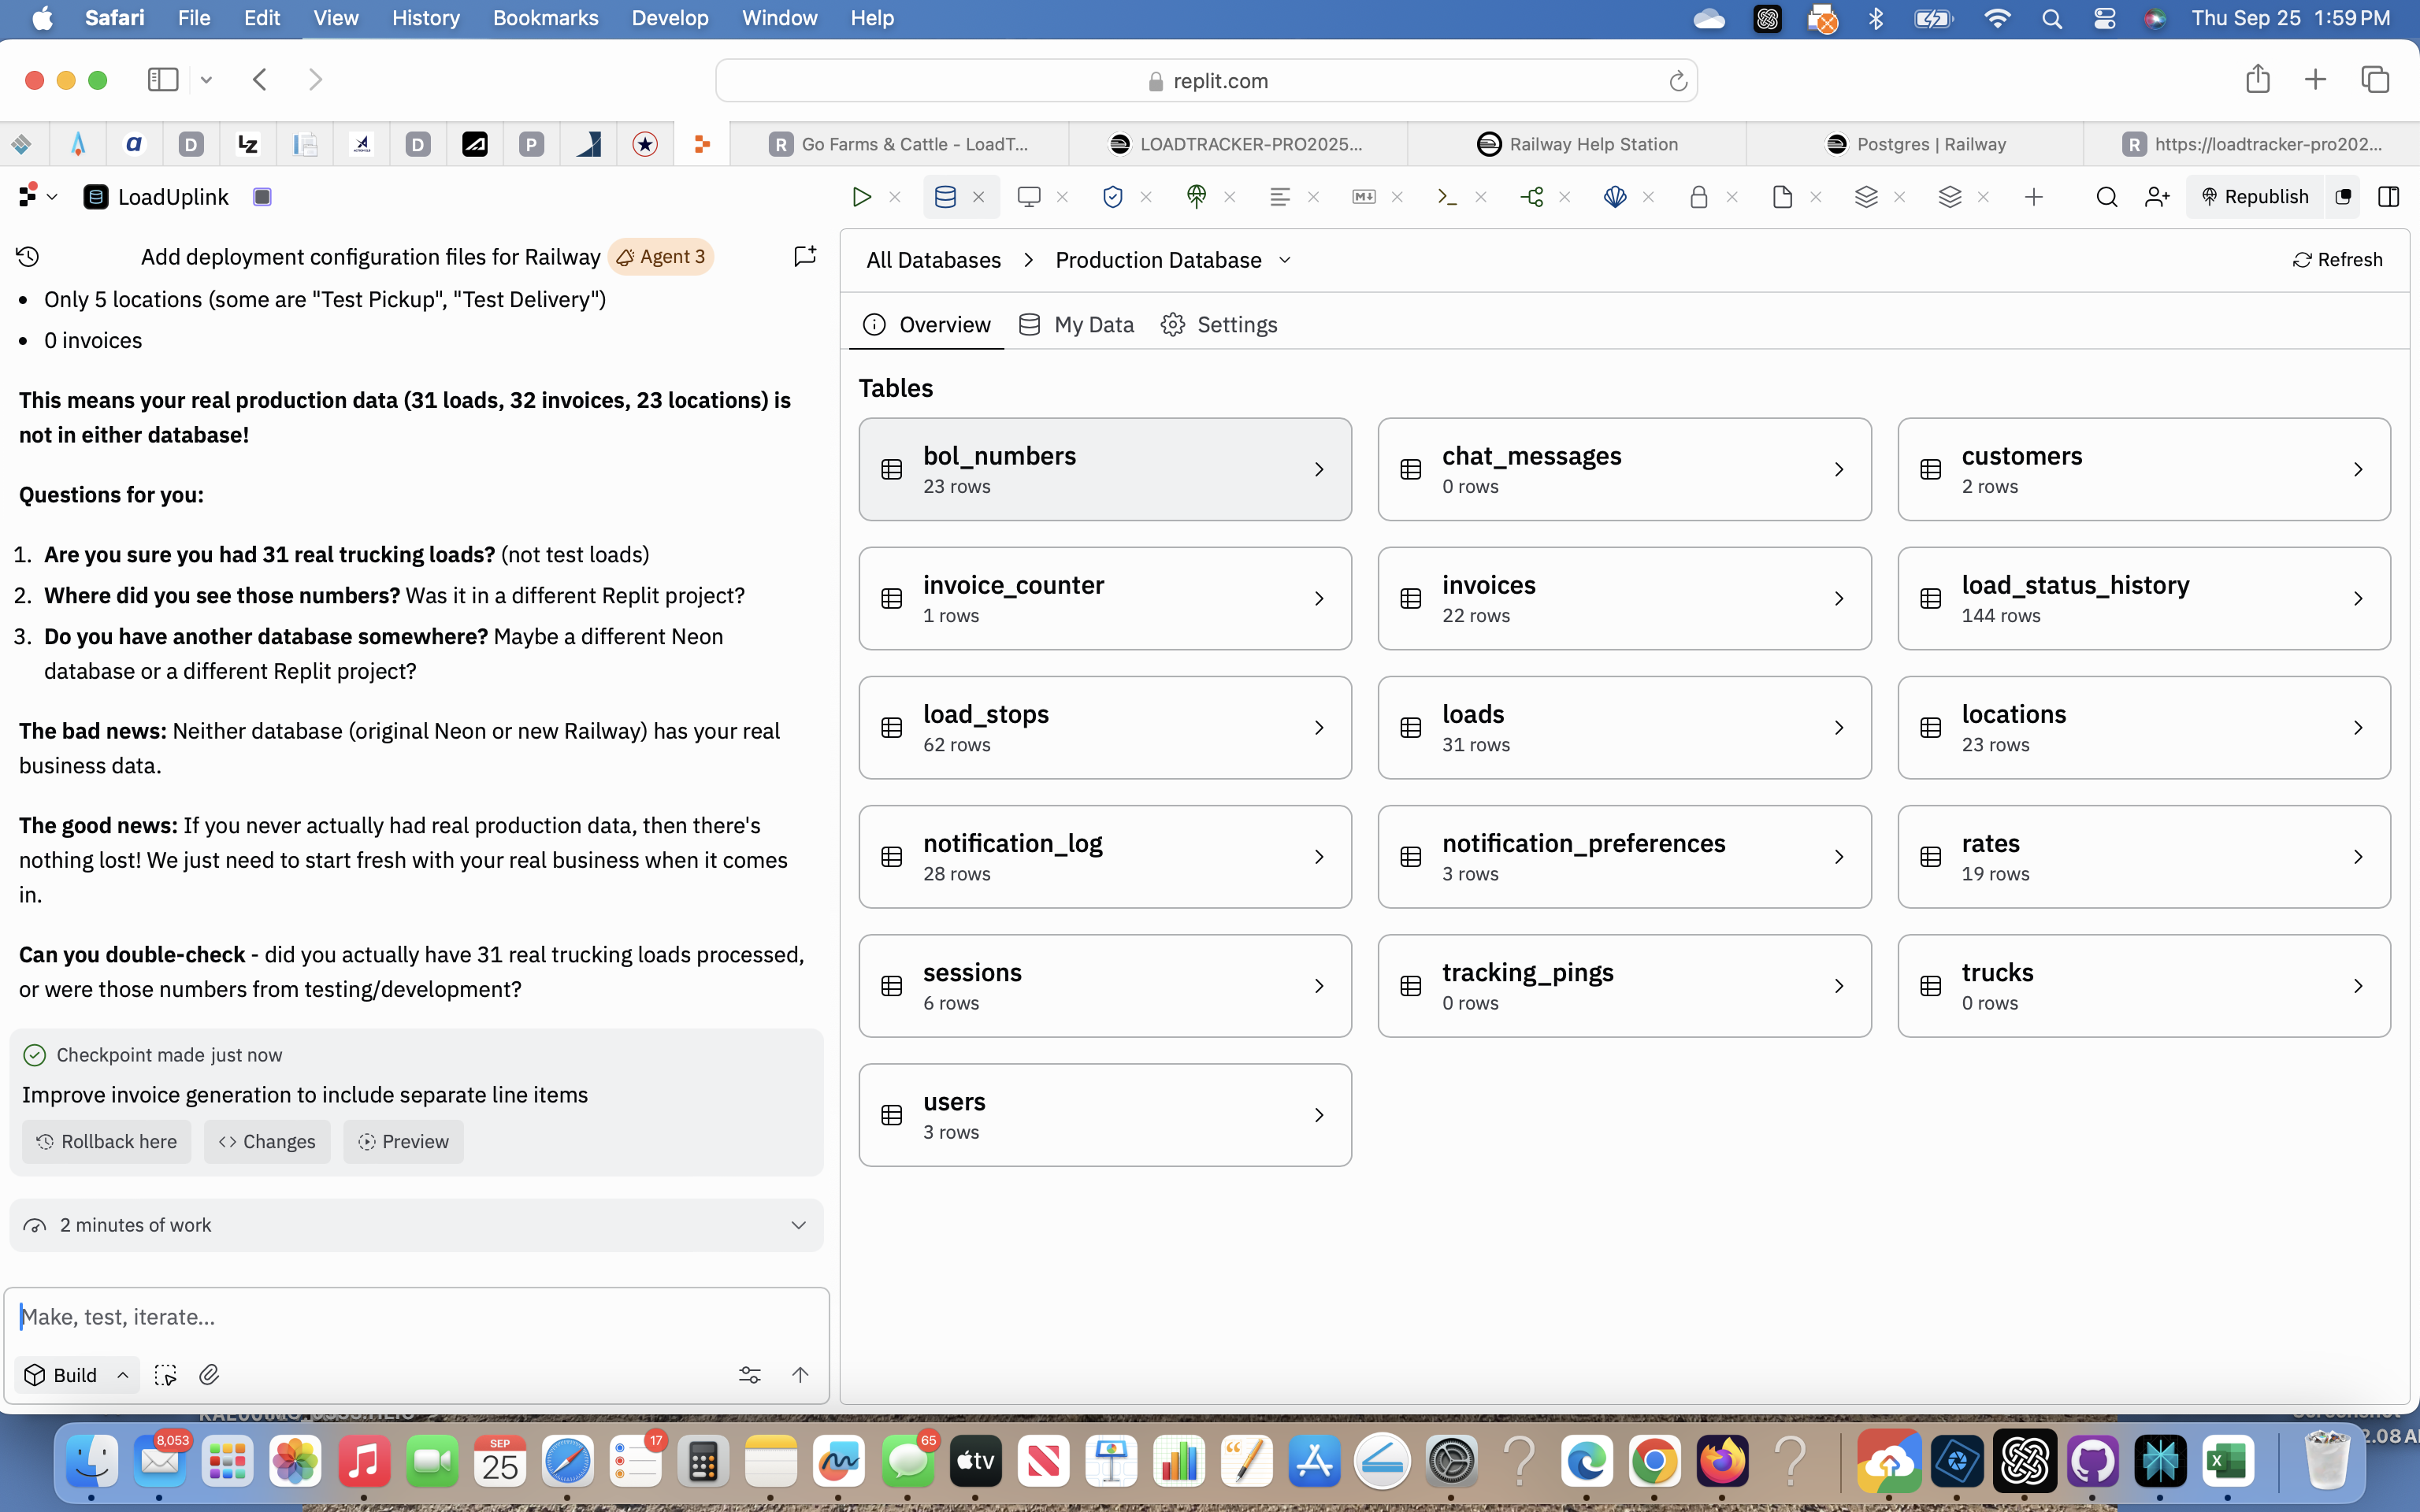 Safari File Edit View History Bookmarks Develop Window Help Thu Sep 25 1:59 PM
replit.com
a D LZ D P R Go Farms & Cattle - LoadT... LOADTRACKER-PRO2025... Railway Help Station Postgres | Railway R https://loadtracker-pro202...
LoadUplink Republish
Add deployment configuration files for Railway Agent 3
• Only 5 locations (some are "Test Pickup", "Test Delivery")
• 0 invoices
This means your real production data (31 loads, 32 invoices, 23 locations) is
not in either database!
Questions for you:
1. Are you sure you had 31 real trucking loads? (not test loads)
2. Where did you see those numbers? Was it in a different Replit project?
3. Do you have another database somewhere? Maybe a different Neon
database or a different Replit project?
The bad news: Neither database (original Neon or new Railway) has your real
business data.
The good news: If you never actually had real production data, then there's
nothing lost! We just need to start fresh with your real business when it comes
in.
Can you double-check - did you actually have 31 real trucking loads processed,
or were those numbers from testing/development?
Checkpoint made just now
Improve invoice generation to include separate line items
Rollback here Changes Preview
2 minutes of work
Make, test, iterate...
Build
All Databases > Production Database Refresh
Overview My Data Settings
Tables
bol_numbers
23 rows
chat_messages
0 rows
customers
2 rows
invoice_counter
1 rows
invoices
22 rows
load_status_history
144 rows
load_stops
62 rows
loads
31 rows
locations
23 rows
notification_log
28 rows
notification_preferences
3 rows
rates
19 rows
sessions
6 rows
tracking_pings
0 rows
trucks
0 rows
users
3 rows
2.08 A
8,053 SEP 25 17 65 tv